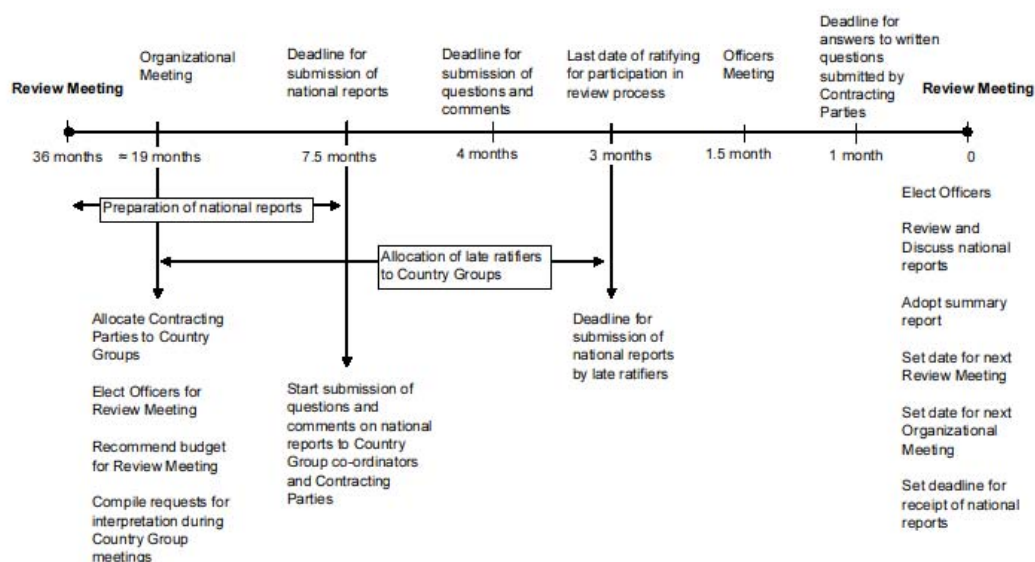 Review Meeting
Organizational
Meeting
Deadline for
submission of
national reports
Deadline for
submission of
questions and
comments
Last date of ratifying
for participation in
review process
Officers
Meeting
Deadline for
answers to written
questions
submitted by
Contracting
Parties
Review Meeting
36 months
≈ 19 months
7.5 months
4 months
3 months
1.5 month
1 month
0
Preparation of national reports
Allocation of late ratifiers
to Country Groups
Allocate Contracting
Parties to Country
Groups
Elect Officers for
Review Meeting
Recommend budget
for Review Meeting
Compile requests for
interpretation during
Country Group
meetings
Start submission of
questions and
comments on national
reports to Country
Group co-ordinators
and Contracting
Parties
Deadline for
submission of
national reports
by late ratifiers
Elect Officers
Review and
Discuss national
reports
Adopt summary
report
Set date for next
Review Meeting
Set date for next
Organizational
Meeting
Set deadline for
receipt of national
reports